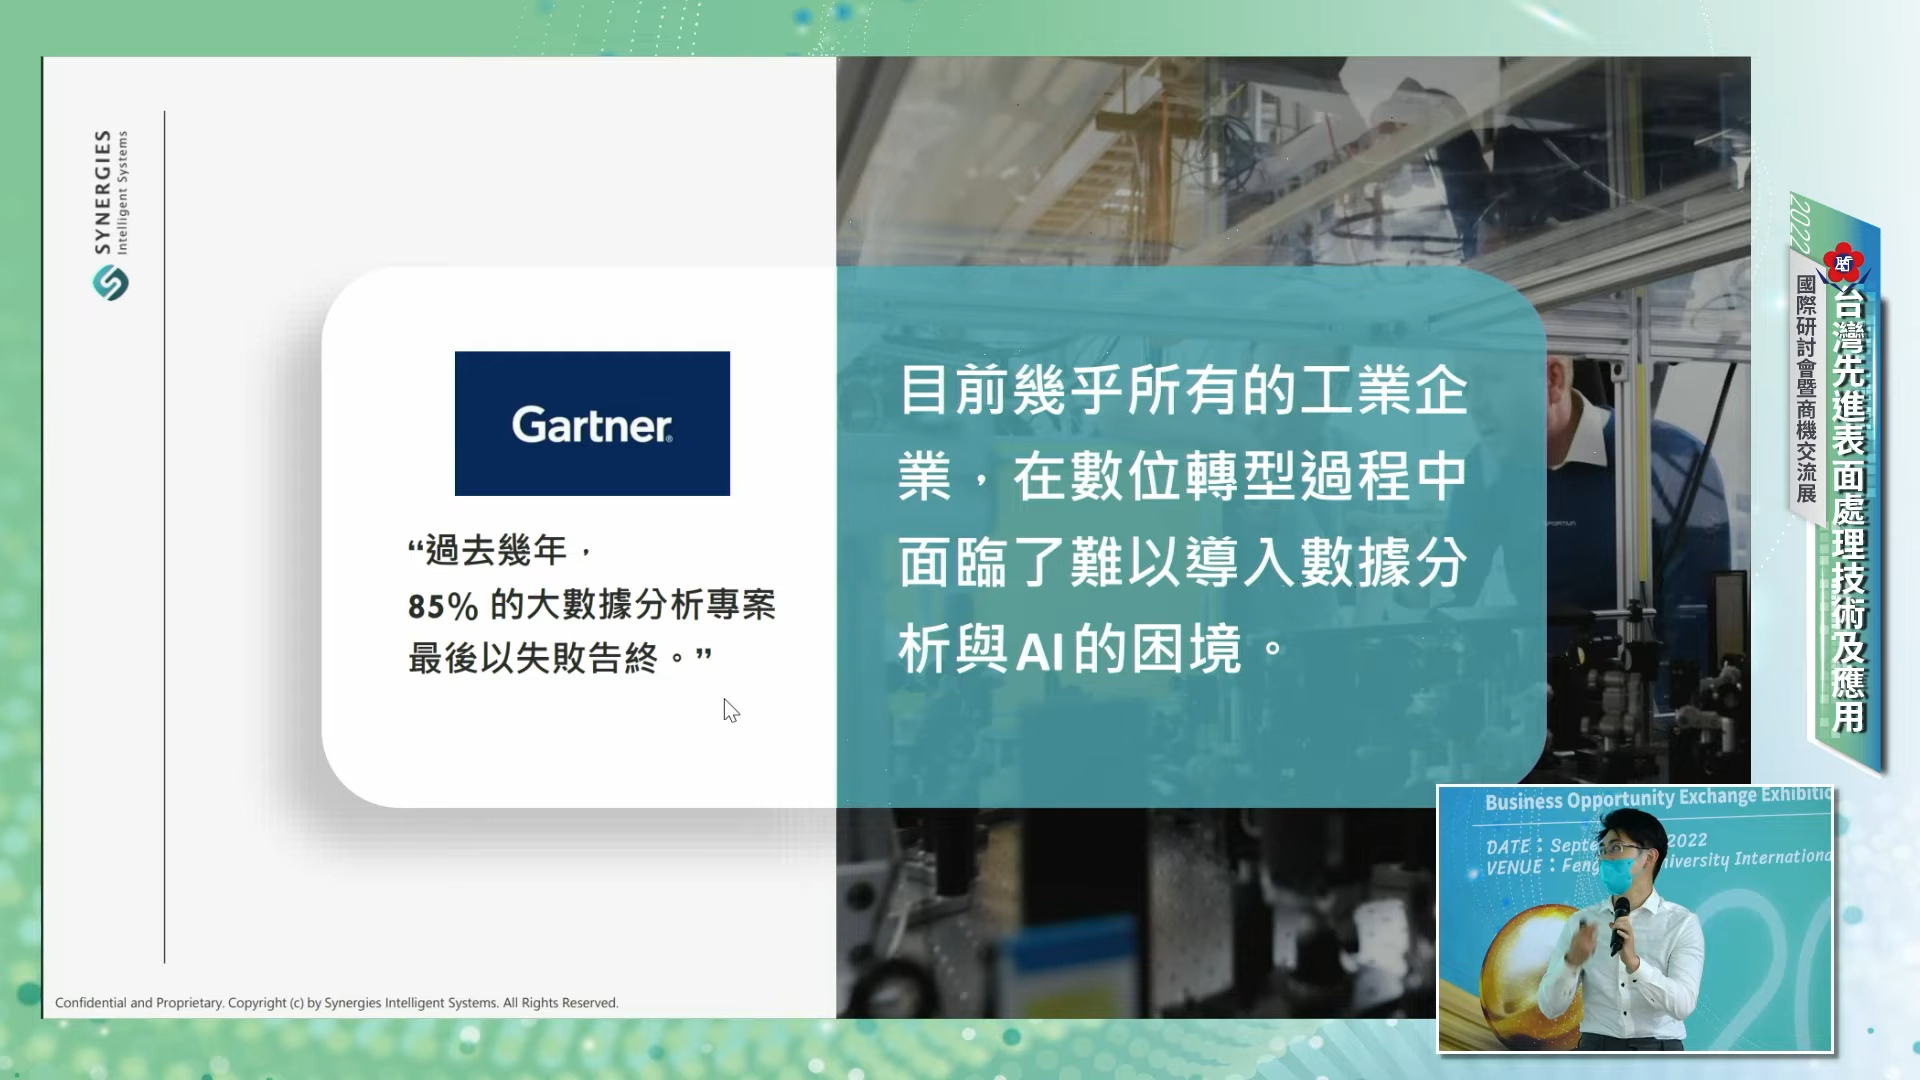 SYNERGIES
Intelligent Systems
Gartner®
“過去幾年，
85% 的大數據分析專案
最後以失敗告終。”
目前幾乎所有的工業企
業，在數位轉型過程中
面臨了難以導入數據分
析與AI的困境。
Confidential and Proprietary. Copyright (c) by Synergies Intelligent Systems. All Rights Reserved.
2022
台灣先進表面處理技術及應用
國際研討會暨商機交流展
Business Opportunity Exchange Exhibitio
DATE：Septe 2022
VENUE：Feng iversity Internationa
20